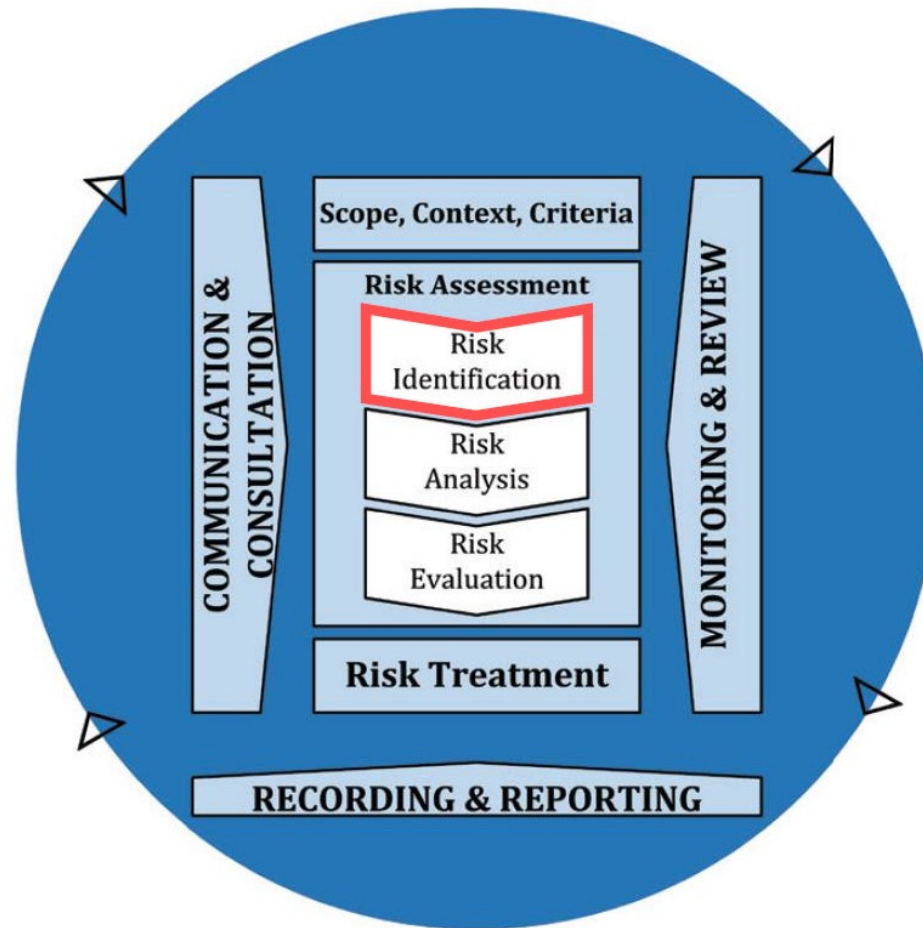 Scope, Context, Criteria
Risk Assessment
Risk
Identification
Risk
Analysis
Risk
Evaluation
Risk Treatment
COMMUNICATION &
CONSULTATION
MONITORING & REVIEW
RECORDING & REPORTING